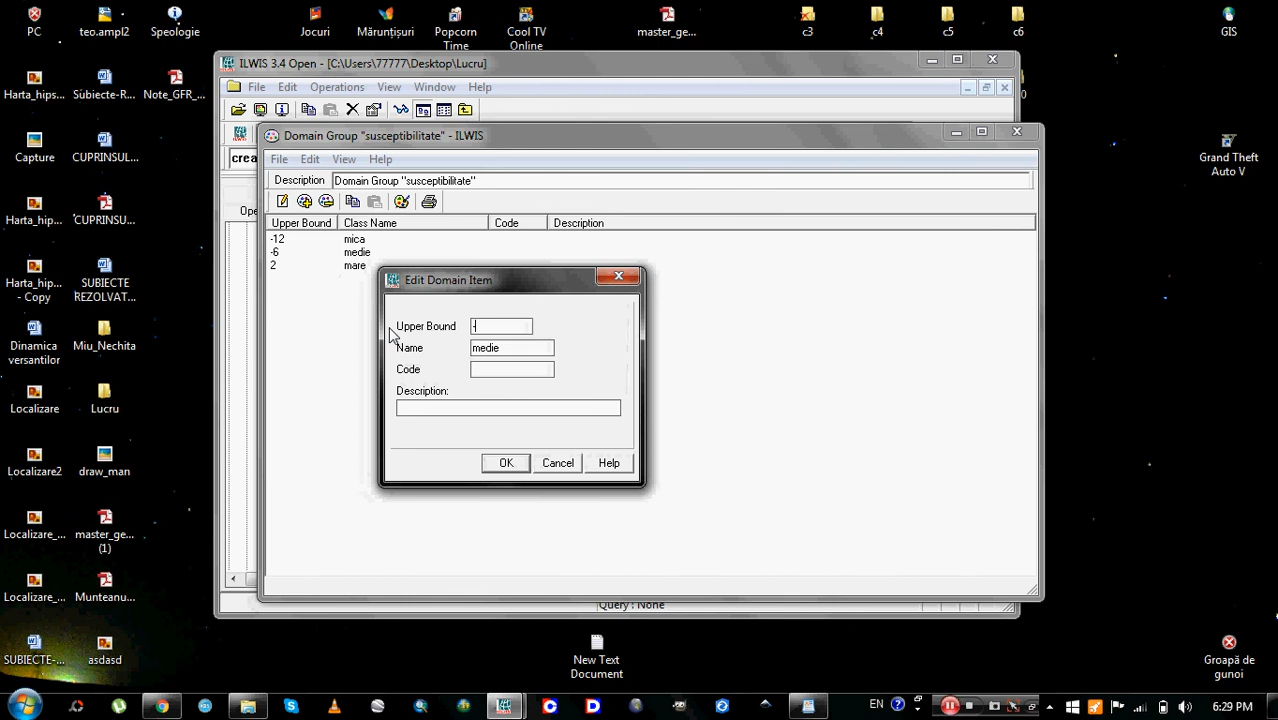 PC
teo.ampl2
Speologie
Jocuri
Mărunțișuri
Popcorn
Time
Cool TV
Online
master_ge...
c3
c4
c5
c6
GIS
ILWIS 3.4 Open - [C:\Users\77777\Desktop\Lucru]
File Edit Operations View Window Help
Harta_hips...
Subiecte-R...
Note_GFR_...
Domain Group "susceptibilitate" - ILWIS
crea
File Edit View Help
Capture
CUPRINSUL...
Grand Theft
Auto V
Description
Domain Group "susceptibilitate"
Ope
Harta_hip...
CUPRINSU...
Upper Bound Class Name Code Description
-12 mica
-6 medie
2 mare
Harta_hip...
- Copy
SUBIECTE
REZOLVAT...
Edit Domain Item
Upper Bound -
Name medie
Code
Description:
OK Cancel Help
Dinamica
versantilor
Miu_Nechita
Localizare
Lucru
Localizare2
draw_man
Localizare_...
master_ge...
(1)
Localizare_...
Munteanu...
Query : None
SUBIECTE-...
asdasd
New Text
Document
Groapă de
gunoi
EN
6:29 PM